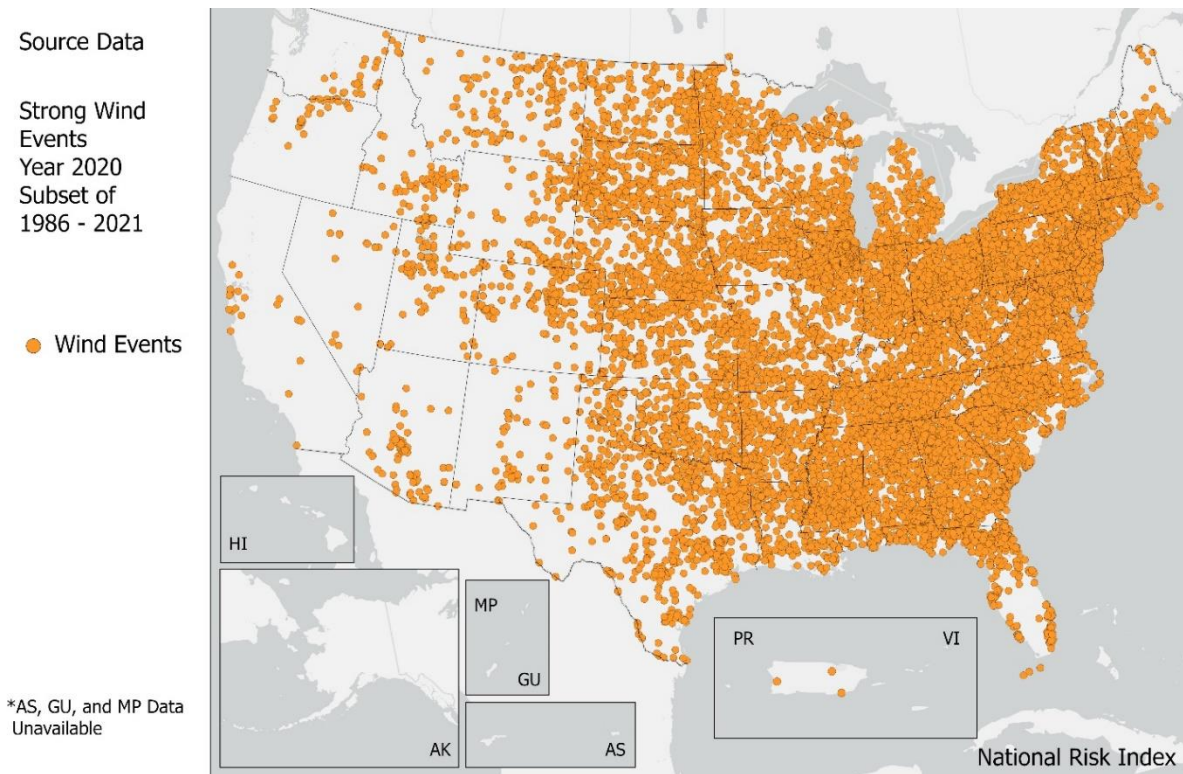 Source Data
Strong Wind
Events
Year 2020
Subset of
1986 - 2021
Wind Events
HI
MP
GU
PR
VI
*AS, GU, and MP Data
Unavailable
AK
AS
National Risk Index